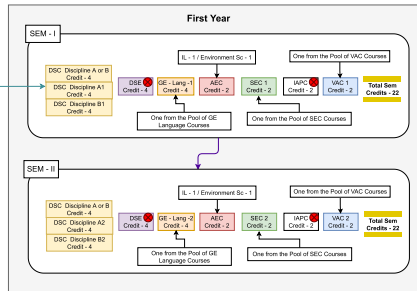 First Year
SEM - I
IL - 1 / Environment Sc - 1
One from the Pool of VAC Courses
DSC Discipline A or B
Credit - 4
DSC Discipline A1
Credit - 4
DSC Discipline B1
Credit - 4
DSE
Credit - 4
GE - Lang -1
Credit - 4
AEC
Credit - 2
SEC 1
Credit - 2
IAPC
Credit - 2
VAC 1
Credit - 2
Total Sem
Credits - 22
One from the Pool of GE
Language Courses
One from the Pool of SEC Courses
SEM - II
IL - 1 / Environment Sc - 1
One from the Pool of VAC Courses
DSC Discipline A or B
Credit - 4
DSC Discipline A2
Credit - 4
DSC Discipline B2
Credit - 4
DSE
Credit - 4
GE - Lang -2
Credit - 4
AEC
Credit - 2
SEC 2
Credit - 2
IAPC
Credit - 2
VAC 2
Credit - 2
Total Sem
Credits - 22
One from the Pool of GE
Language Courses
One from the Pool of SEC Courses